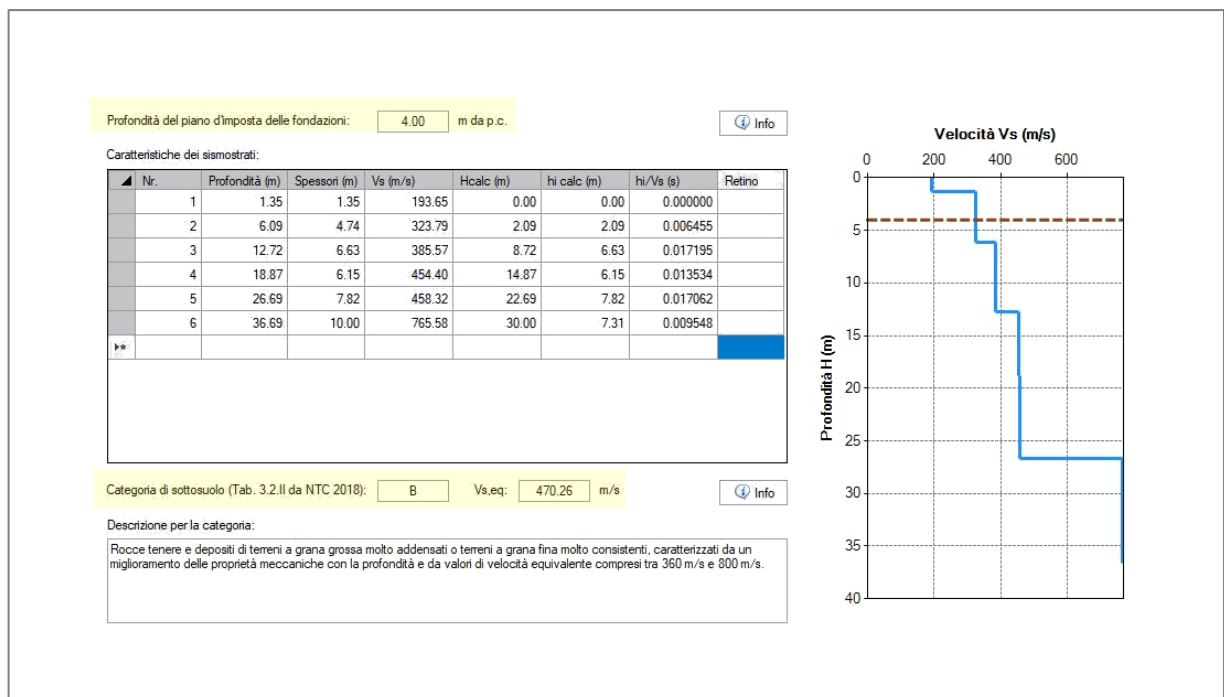 Profondità del piano d'imposta delle fondazioni: 4.00 m da p.c.
Info
Caratteristiche dei sismostrati:
Nr. Profondità (m) Spessori (m) Vs (m/s) Hcalc (m) hi calc (m) hi/Vs (s) Retino
1 1.35 1.35 193.65 0.00 0.00 0.000000
2 6.09 4.74 323.79 2.09 2.09 0.006455
3 12.72 6.63 385.57 8.72 6.63 0.017195
4 18.87 6.15 454.40 14.87 6.15 0.013534
5 26.69 7.82 458.32 22.69 7.82 0.017062
6 36.69 10.00 765.58 30.00 7.31 0.009548
Categoria di sottosuolo (Tab. 3.2.II da NTC 2018): B Vs,eq: 470.26 m/s
Info
Descrizione per la categoria:
Rocce tenere e depositi di terreni a grana grossa molto addensati o terreni a grana fina molto consistenti, caratterizzati da un
miglioramento delle proprietà meccaniche con la profondità e da valori di velocità equivalente compresi tra 360 m/s e 800 m/s.
Velocità Vs (m/s)
0 200 400 600
Profondità H (m)
0
5
10
15
20
25
30
35
40